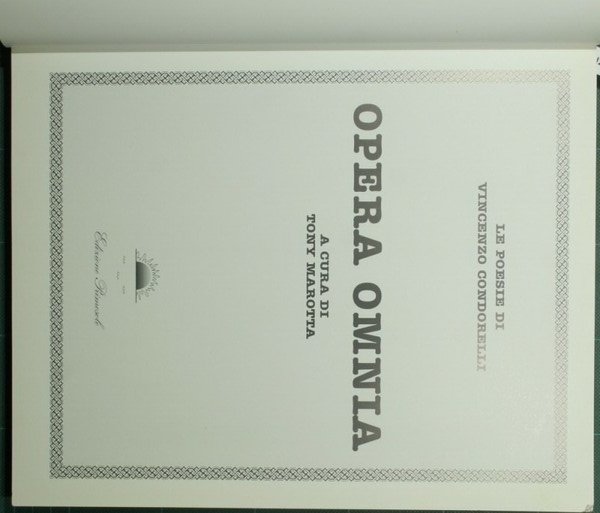 LE POESIE DI
VINCENZO CONDORELLI
OPERA OMNIA
A CURA DI
TONY MAROTTA